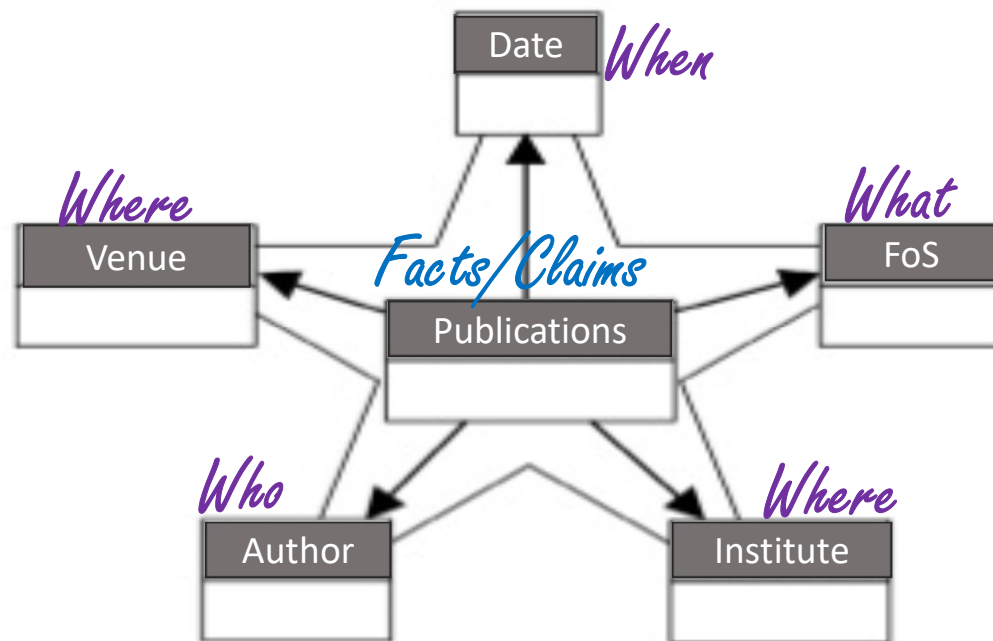 Date
When
Where
What
Venue
FoS
Facts/Claims
Publications
Who
Where
Author
Institute